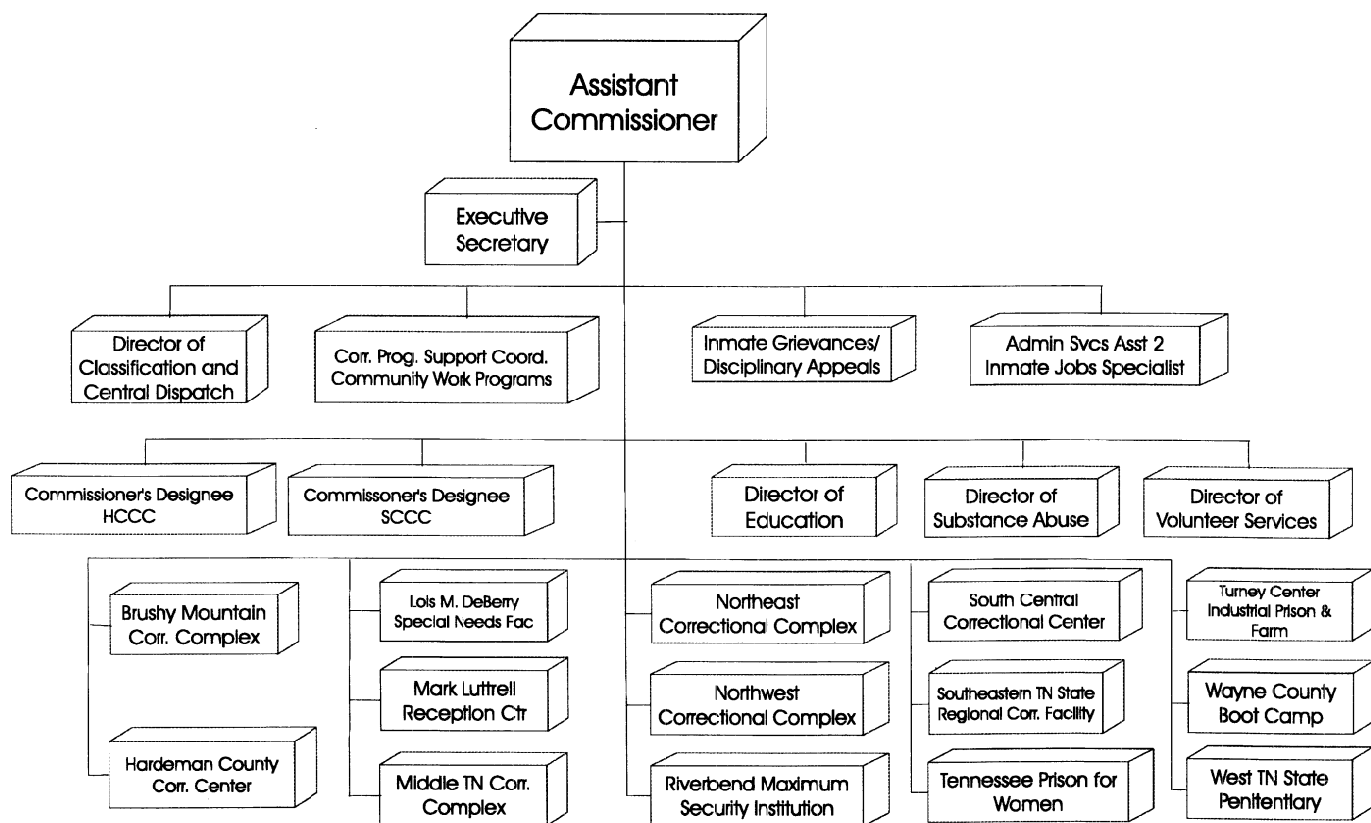 Assistant
Commissioner
Executive
Secretary
Director of
Classification and
Central Dispatch
Corr. Prog. Support Coord.
Community Work Programs
Inmate Grievances/
Disciplinary Appeals
Admin Svcs Asst 2
Inmate Jobs Specialist
Commissioner's Designee
HCCC
Commissoner's Designee
SCCC
Director of
Education
Director of
Substance Abuse
Director of
Volunteer Services
Brushy Mountain
Corr. Complex
Hardeman County
Corr. Center
Lois M. DeBerry
Special Needs Fac
Mark Luttrell
Reception Ctr
Middle TN Corr.
Complex
Northeast
Correctional Complex
Northwest
Correctional Complex
Riverbend Maximum
Security Institution
South Central
Correctional Center
Southeastern TN State
Regional Corr. Facility
Tennessee Prison for
Women
Turney Center
Industrial Prison &
Farm
Wayne County
Boot Camp
West TN State
Penitentiary